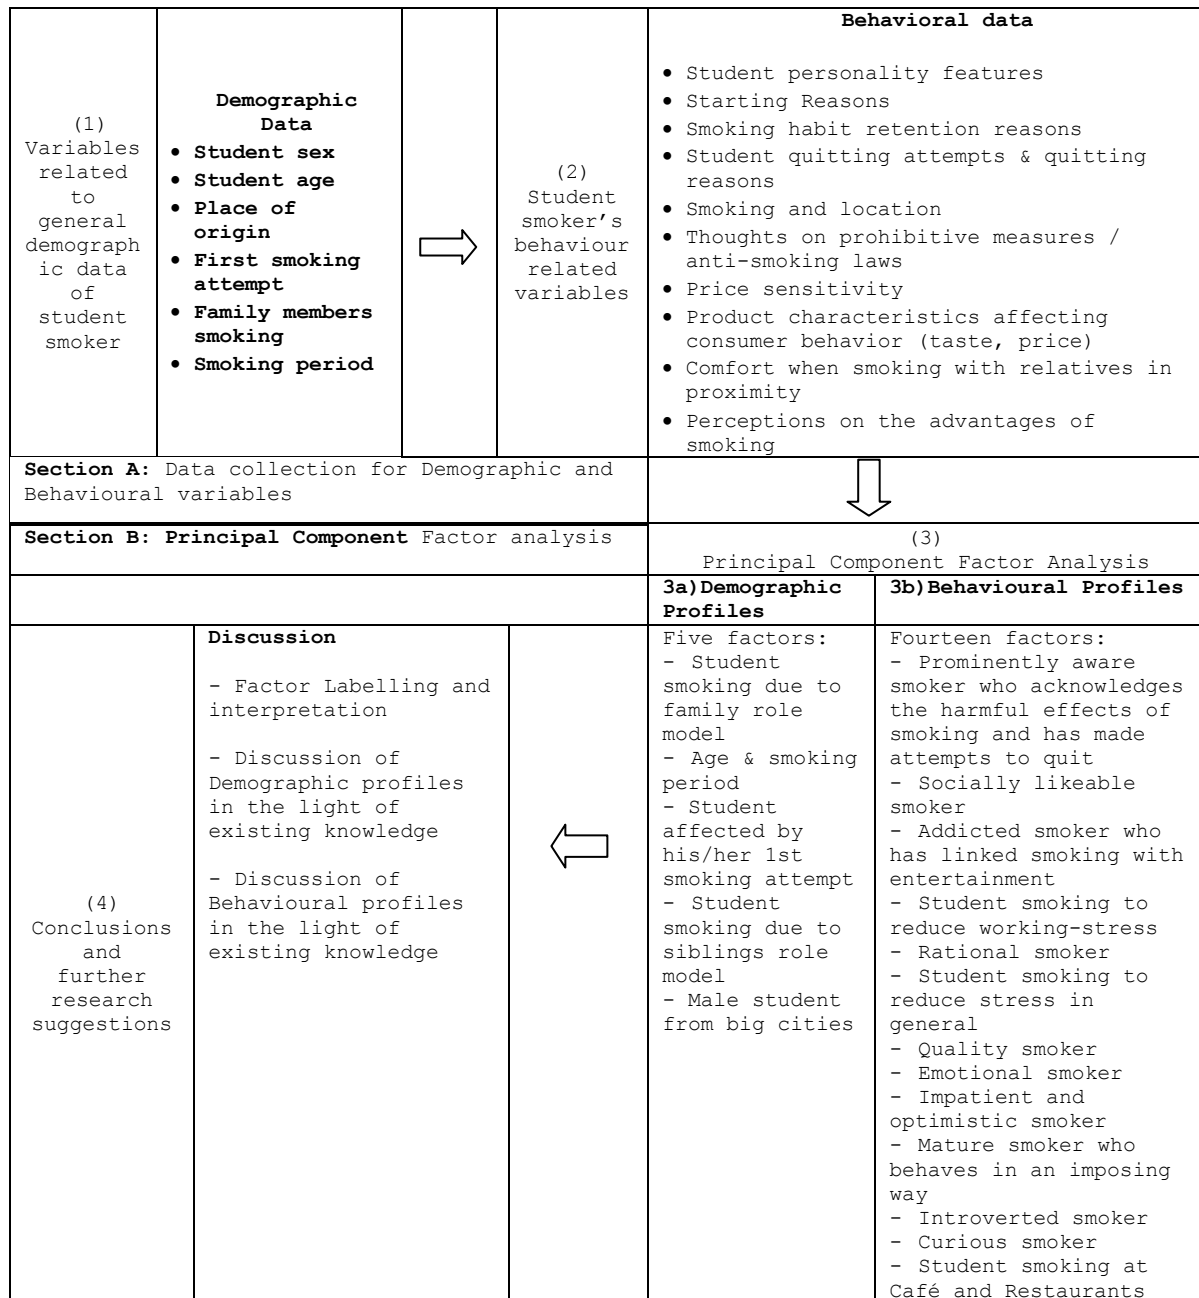 (1)
Variables
related
to
general
demograph
ic data
of
student
smoker
Demographic
Data
• Student sex
• Student age
• Place of
origin
• First smoking
attempt
• Family members
smoking
• Smoking period
(2)
Student
smoker’s
behaviour
related
variables
Behavioral data
• Student personality features
• Starting Reasons
• Smoking habit retention reasons
• Student quitting attempts & quitting
reasons
• Smoking and location
• Thoughts on prohibitive measures /
anti-smoking laws
• Price sensitivity
• Product characteristics affecting
consumer behavior (taste, price)
• Comfort when smoking with relatives in
proximity
• Perceptions on the advantages of
smoking
Section A: Data collection for Demographic and
Behavioural variables
Section B: Principal Component Factor analysis
(3)
Principal Component Factor Analysis
3a)Demographic
Profiles
3b)Behavioural Profiles
(4)
Conclusions
and
further
research
suggestions
Discussion
- Factor Labelling and
interpretation
- Discussion of
Demographic profiles
in the light of
existing knowledge
- Discussion of
Behavioural profiles
in the light of
existing knowledge
Five factors:
- Student
smoking due to
family role
model
- Age & smoking
period
- Student
affected by
his/her 1st
smoking attempt
- Student
smoking due to
siblings role
model
- Male student
from big cities
Fourteen factors:
- Prominently aware
smoker who acknowledges
the harmful effects of
smoking and has made
attempts to quit
- Socially likeable
smoker
- Addicted smoker who
has linked smoking with
entertainment
- Student smoking to
reduce working-stress
- Rational smoker
- Student smoking to
reduce stress in
general
- Quality smoker
- Emotional smoker
- Impatient and
optimistic smoker
- Mature smoker who
behaves in an imposing
way
- Introverted smoker
- Curious smoker
- Student smoking at
Café and Restaurants